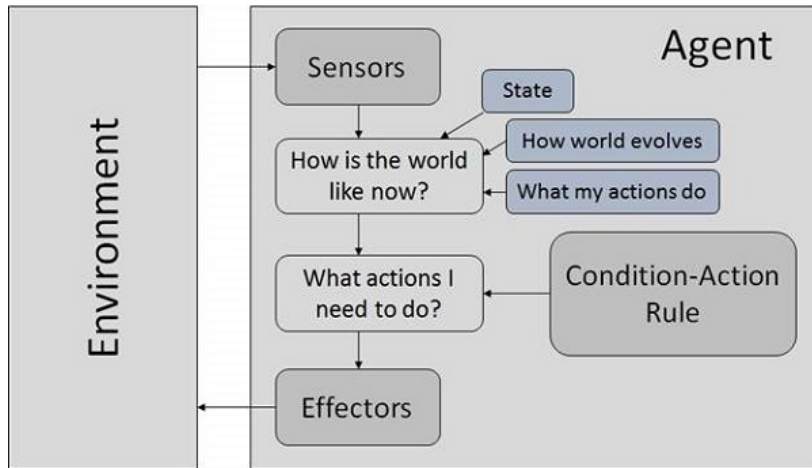 Agent
Sensors
State
How world evolves
What my actions do
How is the world
like now?
What actions I
need to do?
Condition-Action
Rule
Effectors
Environment